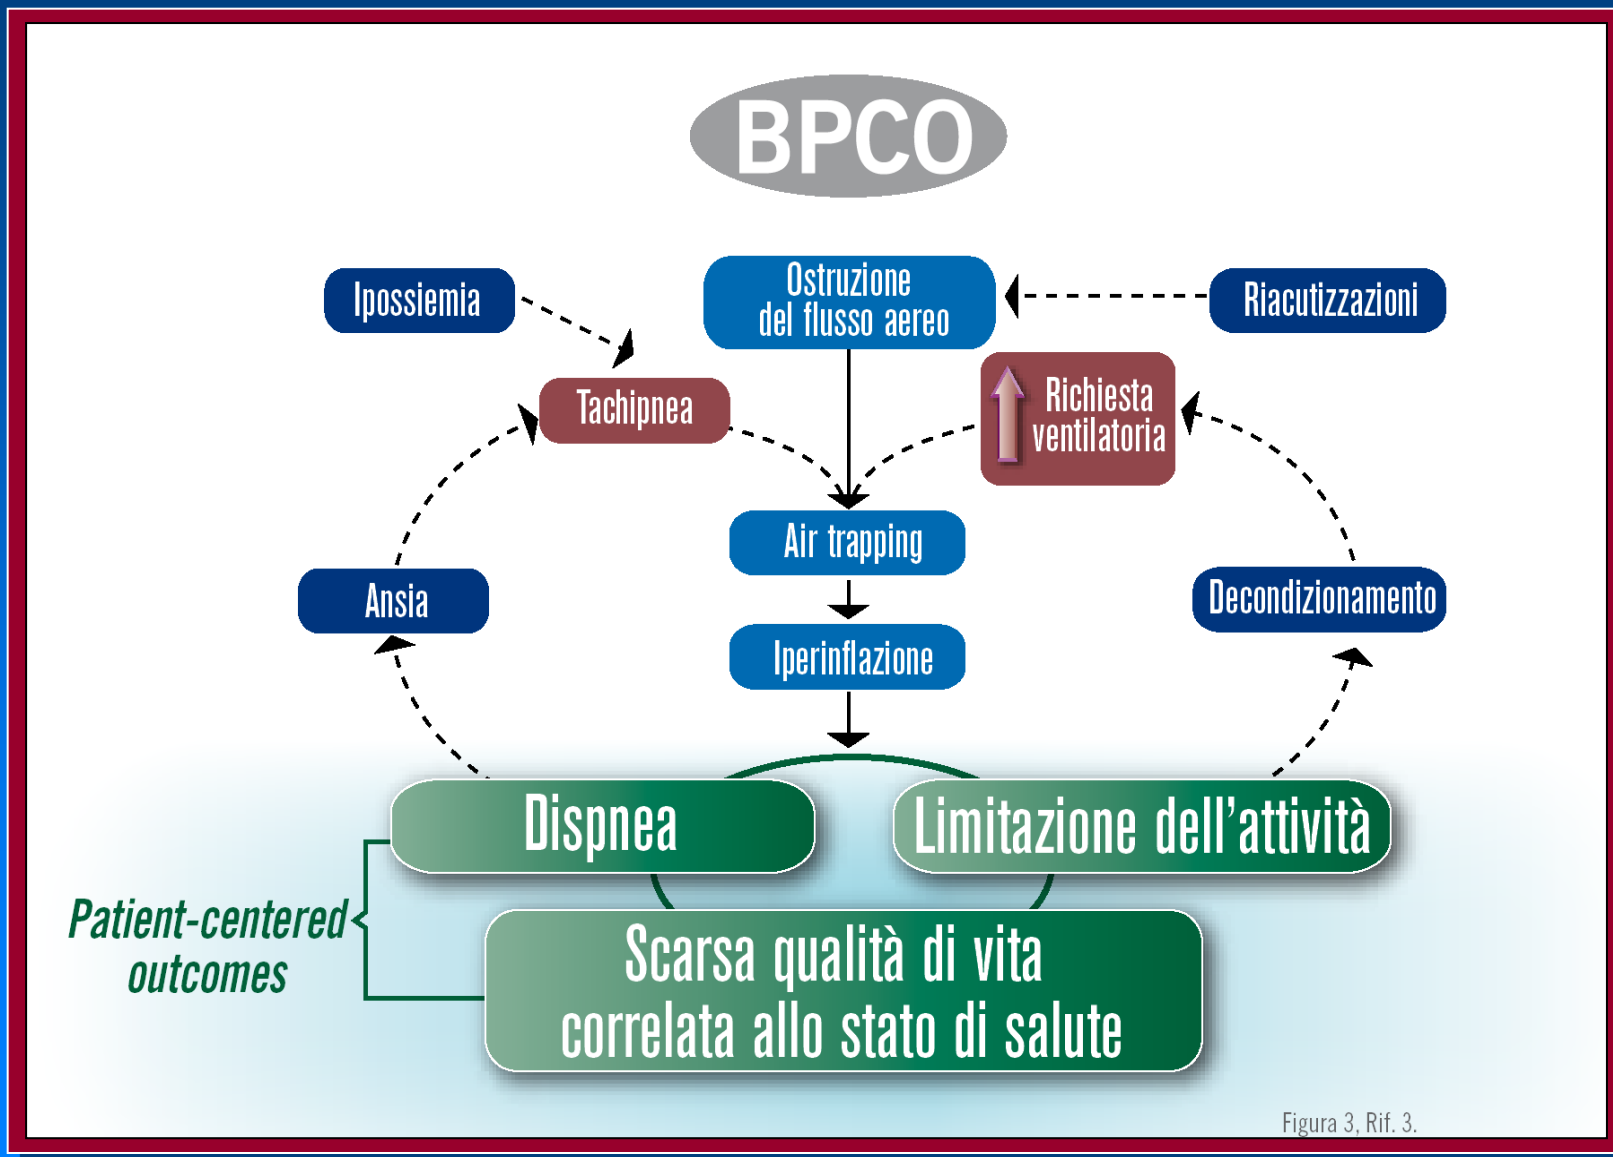 BPCO
Ipossiemia
Ostruzione
del flusso aereo
Riacutizzazioni
Tachipnea
Richiesta
ventilatoria
Air trapping
Ansia
Decondizionamento
Iperinflazione
Dispnea
Limitazione dell’attività
Patient-centered
outcomes
Scarsa qualità di vita
correlata allo stato di salute
Figura 3, Rif. 3.